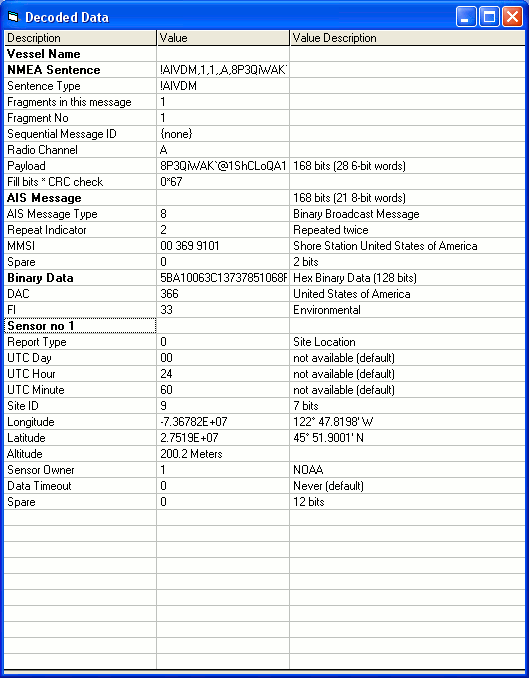 Decoded Data
Description Value Value Description
Vessel Name
NMEA Sentence !AIVDM,1,1,,A,8P3QiWAK`
Sentence Type !AIVDM
Fragments in this message 1
Fragment No 1
Sequential Message ID {none}
Radio Channel A
Payload 8P3QiWAK`@1ShCLoQA1 168 bits (28 6-bit words)
Fill bits * CRC check 0*67
AIS Message 168 bits (21 8-bit words)
AIS Message Type 8 Binary Broadcast Message
Repeat Indicator 2 Repeated twice
MMSI 00 369 9101 Shore Station United States of America
Spare 0 2 bits
Binary Data 5BA10063C13737851068F Hex Binary Data (128 bits)
DAC 366 United States of America
FI 33 Environmental
Sensor no 1
Report Type 0 Site Location
UTC Day 00 not available (default)
UTC Hour 24 not available (default)
UTC Minute 60 not available (default)
Site ID 9 7 bits
Longitude -7.36782E+07 122° 47.8198' W
Latitude 2.7519E+07 45° 51.9001' N
Altitude 200.2 Meters
Sensor Owner 1 NOAA
Data Timeout 0 Never (default)
Spare 0 12 bits